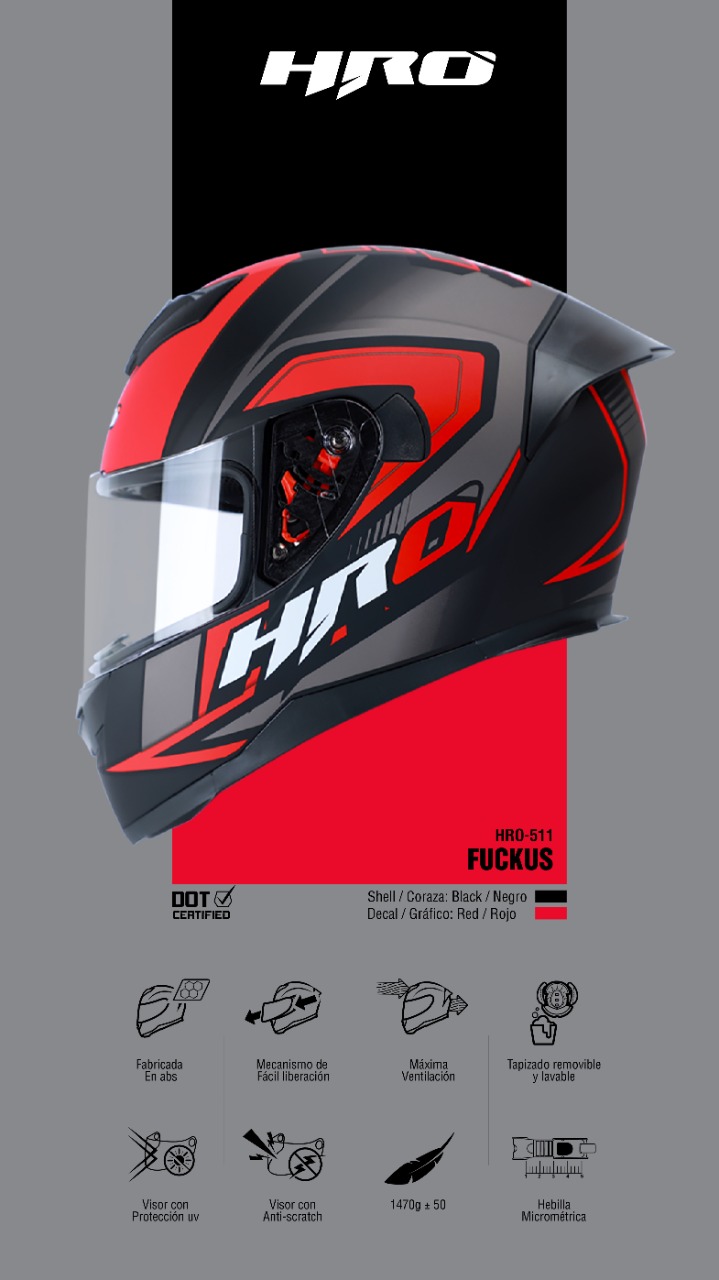 HRO
HRO
HRO-511
FUCKUS
DOT
CERTIFIED
Shell / Coraza: Black / Negro
Decal / Gráfico: Red / Rojo
Fabricada
En abs
Mecanismo de
Fácil liberación
Máxima
Ventilación
Tapizado removible
y lavable
Visor con
Protección uv
Visor con
Anti-scratch
1470g ± 50
Hebilla
Micrométrica